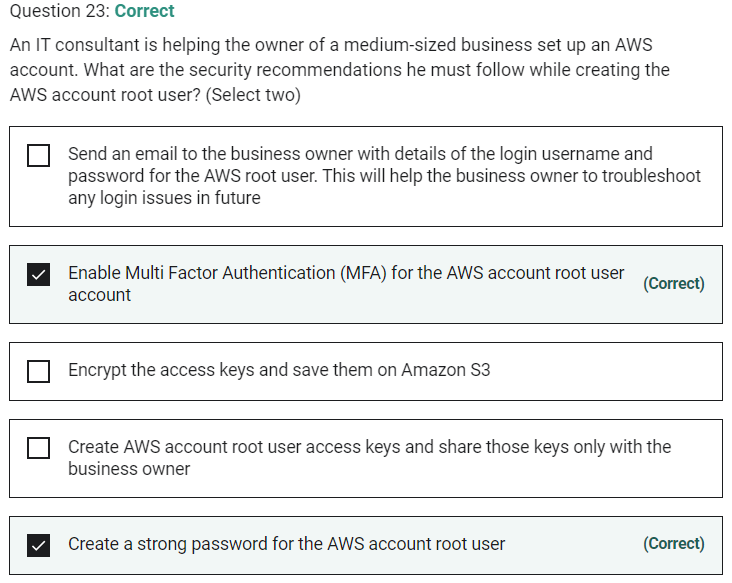 Question 23: Correct
An IT consultant is helping the owner of a medium-sized business set up an AWS
account. What are the security recommendations he must follow while creating the
AWS account root user? (Select two)
Send an email to the business owner with details of the login username and
password for the AWS root user. This will help the business owner to troubleshoot
any login issues in future
Enable Multi Factor Authentication (MFA) for the AWS account root user
account
(Correct)
Encrypt the access keys and save them on Amazon S3
Create AWS account root user access keys and share those keys only with the
business owner
Create a strong password for the AWS account root user
(Correct)